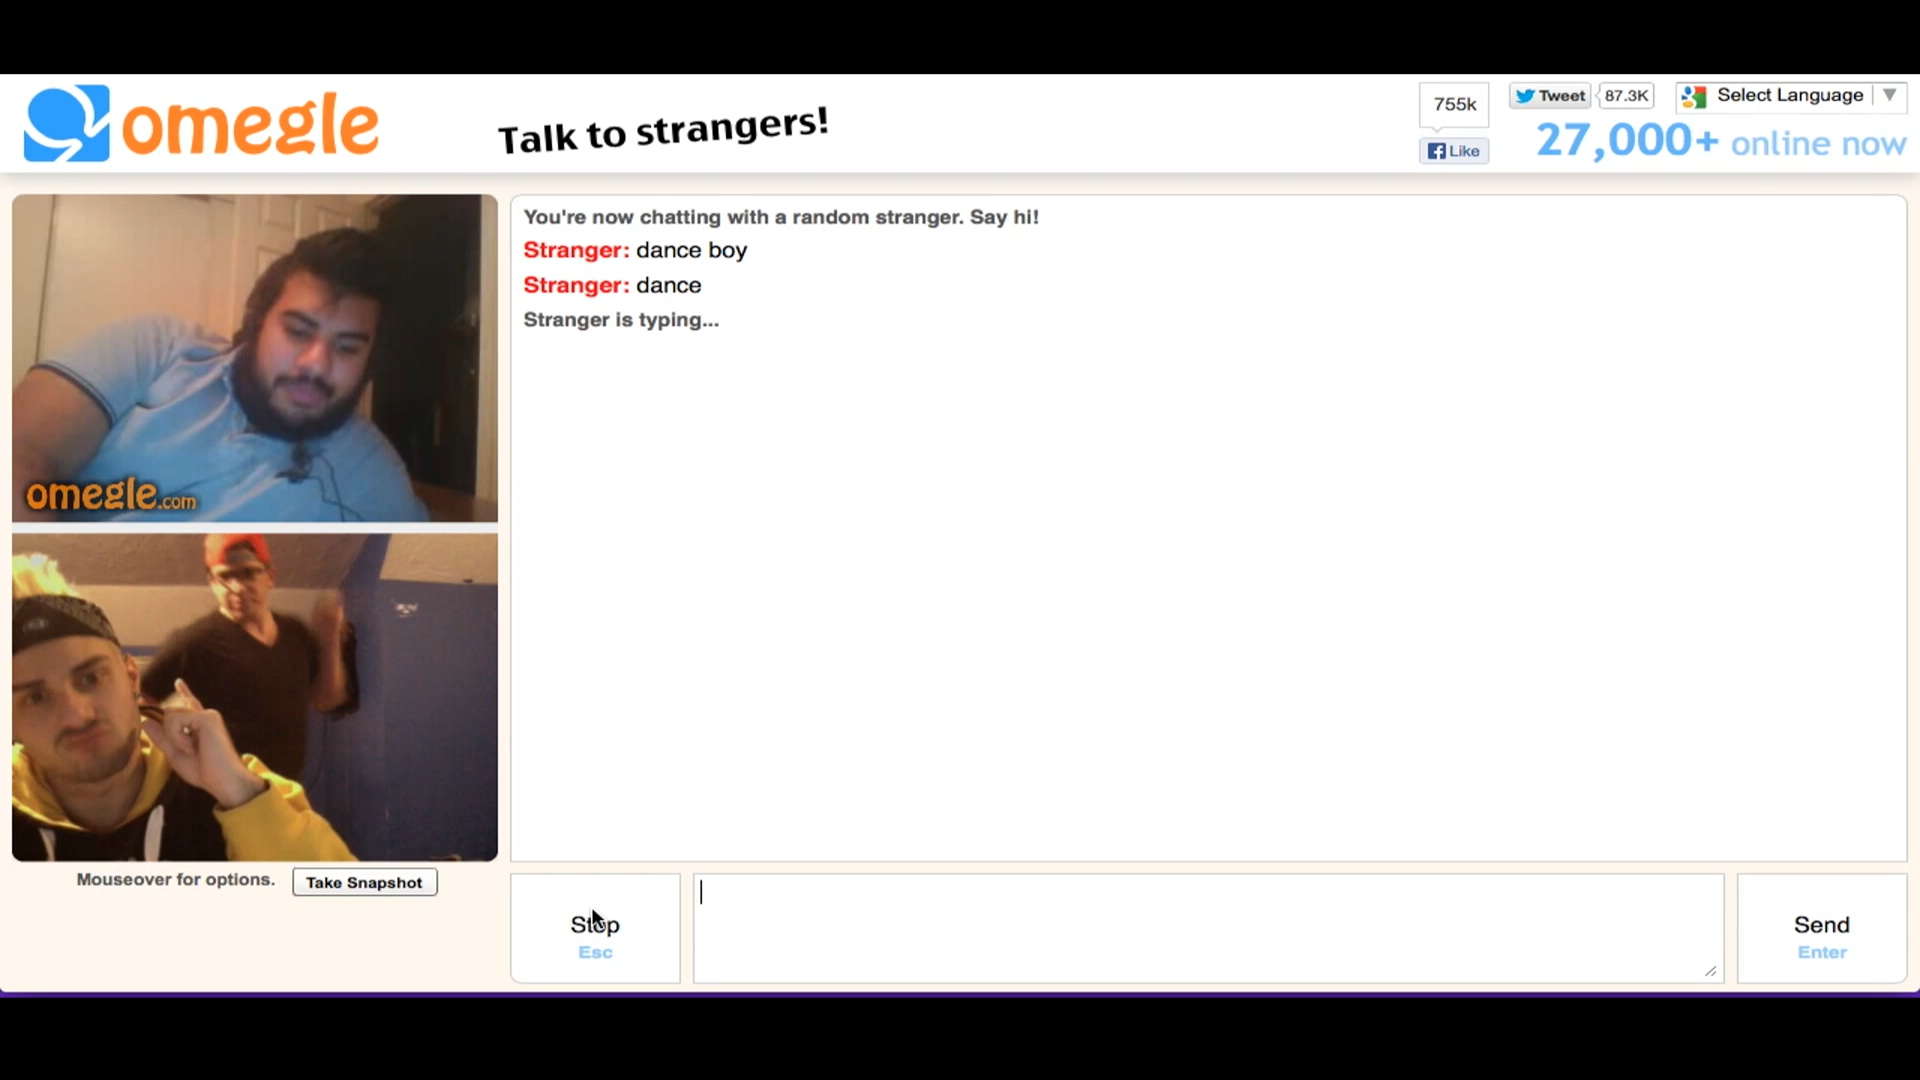 omegle
Talk to strangers!
755k
Like
Tweet
87.3K
Select Language
27,000+ online now
You're now chatting with a random stranger. Say hi!
Stranger: dance boy
Stranger: dance
Stranger is typing...
omegle.com
Mouseover for options.
Take Snapshot
Stop
Esc
Send
Enter